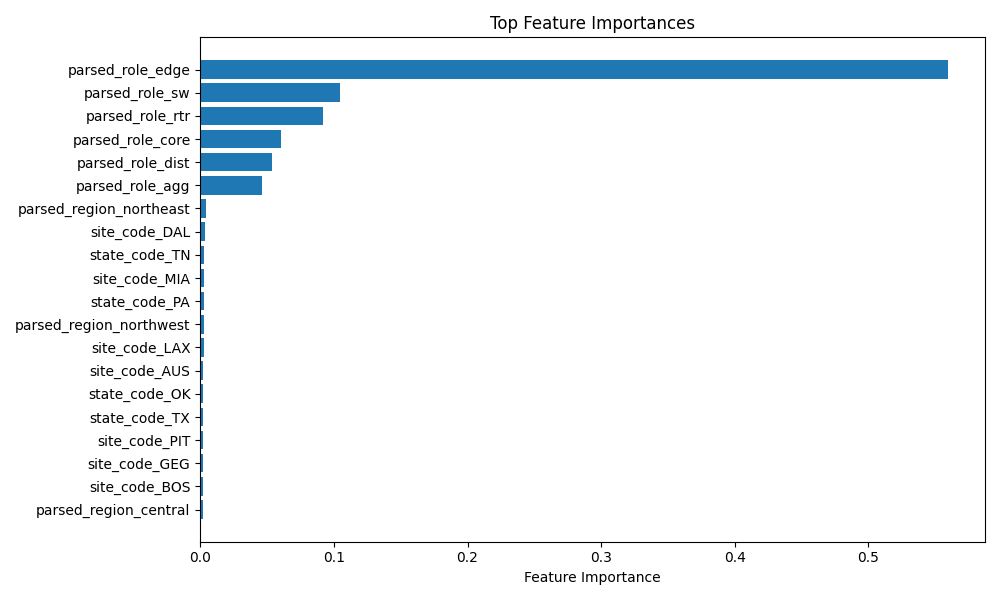 Top Feature Importances
parsed_role_edge
parsed_role_sw
parsed_role_rtr
parsed_role_core
parsed_role_dist
parsed_role_agg
parsed_region_northeast
site_code_DAL
state_code_TN
site_code_MIA
state_code_PA
parsed_region_northwest
site_code_LAX
site_code_AUS
state_code_OK
state_code_TX
site_code_PIT
site_code_GEG
site_code_BOS
parsed_region_central
0.0 0.1 0.2 0.3 0.4 0.5
Feature Importance